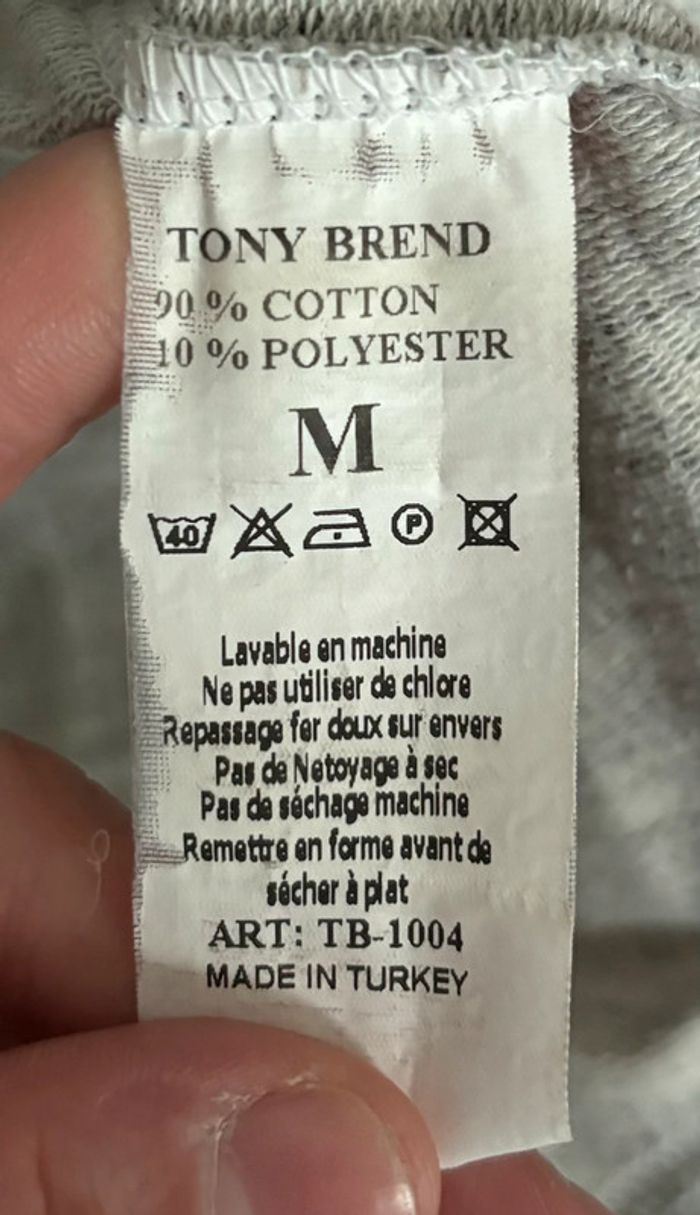 TONY BREND
90 % COTTON
10 % POLYESTER
M
40 P
Lavable en machine
Ne pas utiliser de chlore
Repassage fer doux sur envers
Pas de Netoyage à sec
Pas de séchage machine
Remettre en forme avant de
sécher à plat
ART: TB-1004
MADE IN TURKEY